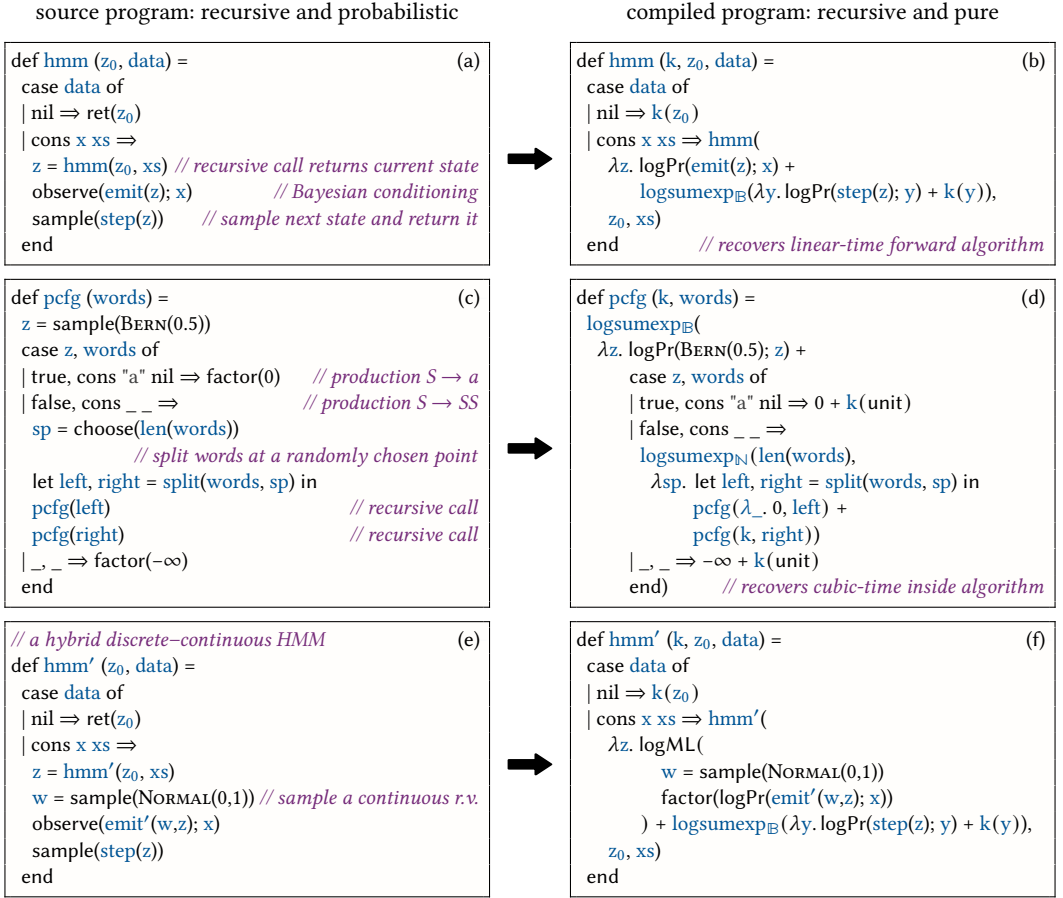 source program: recursive and probabilistic
compiled program: recursive and pure
def hmm (z₀, data) = (a)
case data of
| nil ⇒ ret(z₀)
| cons x xs ⇒
z = hmm(z₀, xs) // recursive call returns current state
observe(emit(z); x) // Bayesian conditioning
sample(step(z)) // sample next state and return it
end
def hmm (k, z₀, data) = (b)
case data of
| nil ⇒ k(z₀)
| cons x xs ⇒ hmm(
λz. logPr(emit(z); x) +
logsumexp𝔹(λy. logPr(step(z); y) + k(y)),
z₀, xs)
end // recovers linear-time forward algorithm
def pcfg (words) = (c)
z = sample(BERN(0.5))
case z, words of
| true, cons "a" nil ⇒ factor(0) // production S → a
| false, cons _ _ ⇒ // production S → SS
sp = choose(len(words))
// split words at a randomly chosen point
let left, right = split(words, sp) in
pcfg(left) // recursive call
pcfg(right) // recursive call
| _, _ ⇒ factor(−∞)
end
def pcfg (k, words) = (d)
logsumexp𝔹(
λz. logPr(BERN(0.5); z) +
case z, words of
| true, cons "a" nil ⇒ 0 + k(unit)
| false, cons _ _ ⇒
logsumexpℕ(len(words),
λsp. let left, right = split(words, sp) in
pcfg(λ_. 0, left) +
pcfg(k, right))
| _, _ ⇒ −∞ + k(unit)
end) // recovers cubic-time inside algorithm
// a hybrid discrete–continuous HMM (e)
def hmm′ (z₀, data) =
case data of
| nil ⇒ ret(z₀)
| cons x xs ⇒
z = hmm′(z₀, xs)
w = sample(NORMAL(0,1)) // sample a continuous r.v.
observe(emit′(w,z); x)
sample(step(z))
end
def hmm′ (k, z₀, data) = (f)
case data of
| nil ⇒ k(z₀)
| cons x xs ⇒ hmm′(
λz. logML(
w = sample(NORMAL(0,1))
factor(logPr(emit′(w,z); x))
) + logsumexp𝔹(λy. logPr(step(z); y) + k(y)),
z₀, xs)
end